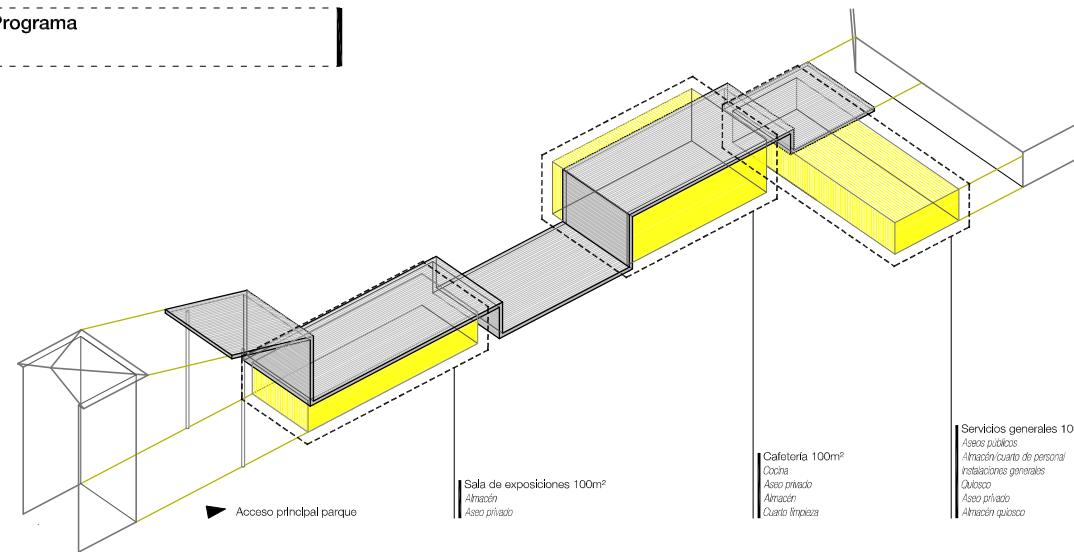 Programa
Sala de exposiciones 100m²
Almacén
Aseo privado
Cafetería 100m²
Cocina
Aseo privado
Almacén
Cuarto limpieza
Servicios generales 10
Aseos públicos
Almacén/cuarto de personal
Instalaciones generales
Quiosco
Aseo privado
Almacén quiosco
Acceso principal parque